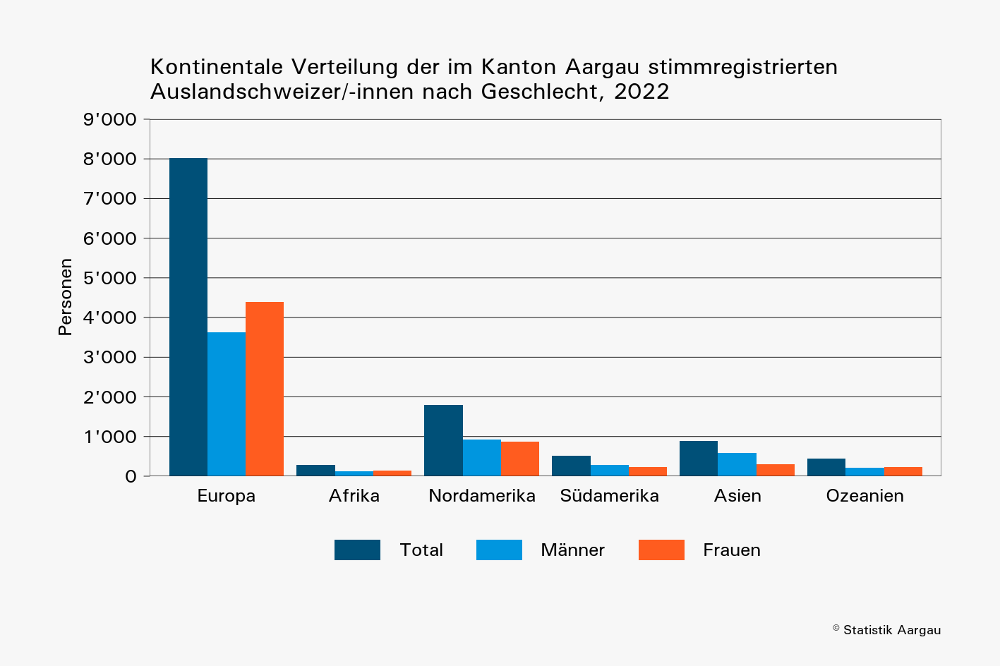 Kontinentale Verteilung der im Kanton Aargau stimmregistrierten
Auslandschweizer/-innen nach Geschlecht, 2022
9'000
8'000
7'000
6'000
5'000
4'000
3'000
2'000
1'000
0
Personen
Europa Afrika Nordamerika Südamerika Asien Ozeanien
Total Männer Frauen
© Statistik Aargau